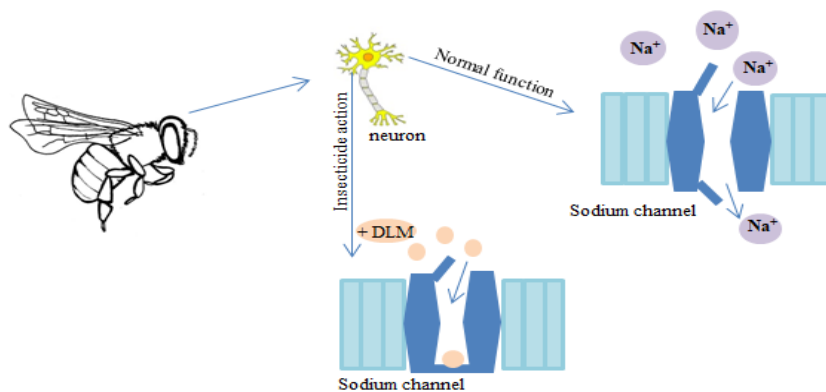 Na⁺
Na⁺
Na⁺
Normal function
neuron
Insecticide action
Sodium channel
Na⁺
+ DLM
Sodium channel